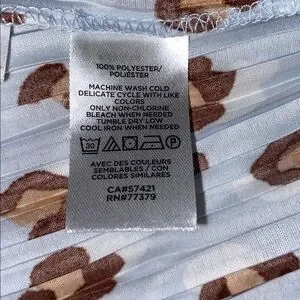 100% POLYESTER/
POLIÉSTER
MACHINE WASH COLD
DELICATE CYCLE WITH LIKE
COLORS
ONLY NON-CHLORINE
BLEACH WHEN NEEDED
TUMBLE DRY LOW
COOL IRON WHEN NEEDED
30
P
AVEC DES COULEURS
SEMBLABLES / CON
COLORES SIMILARES
CA#57421
RN#77379